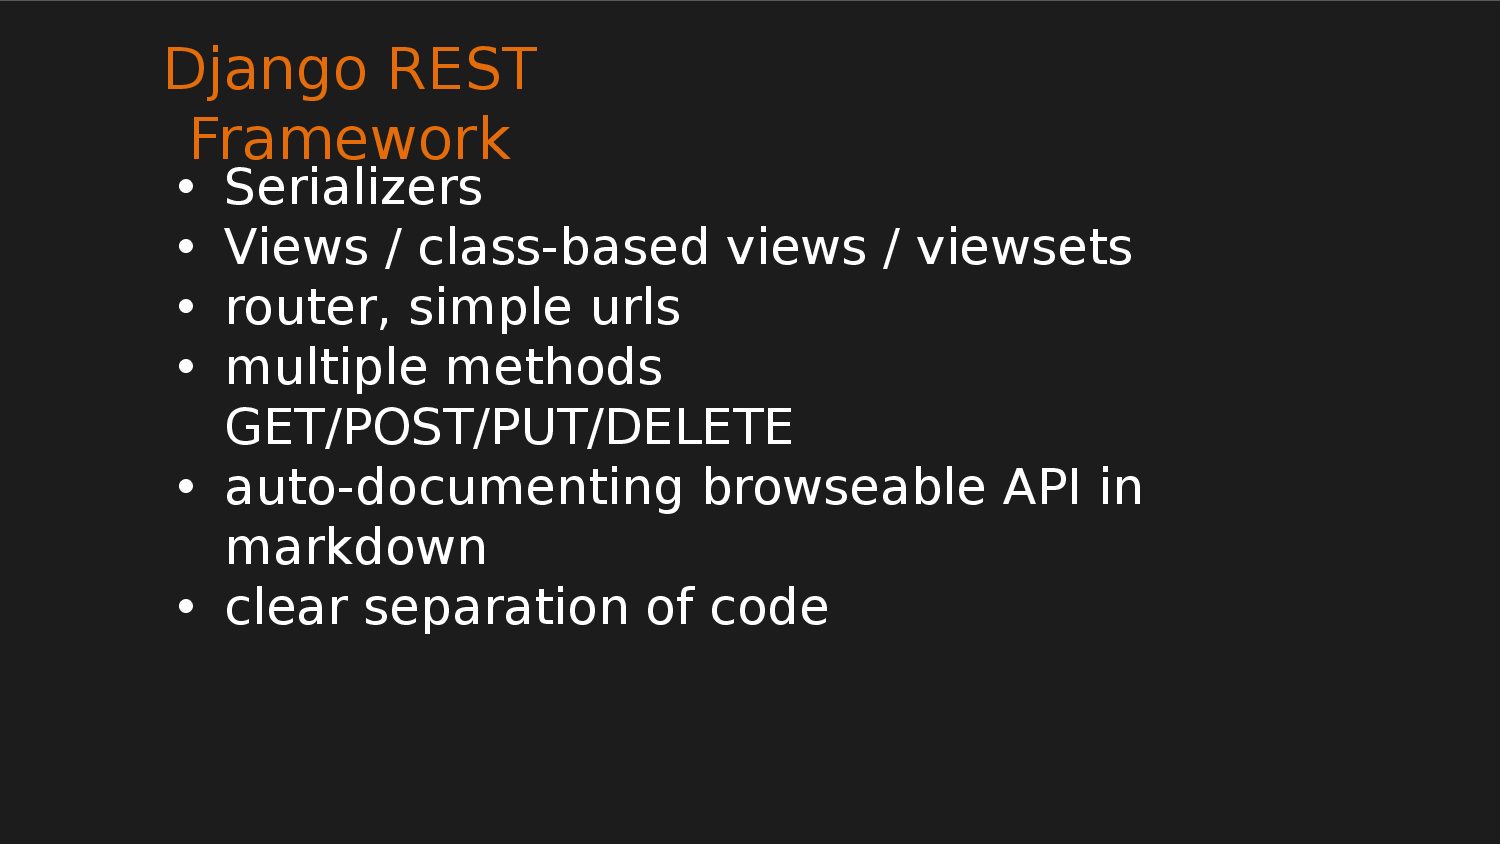 Django REST
Framework
• Serializers
• Views / class-based views / viewsets
• router, simple urls
• multiple methods
GET/POST/PUT/DELETE
• auto-documenting browseable API in
markdown
• clear separation of code